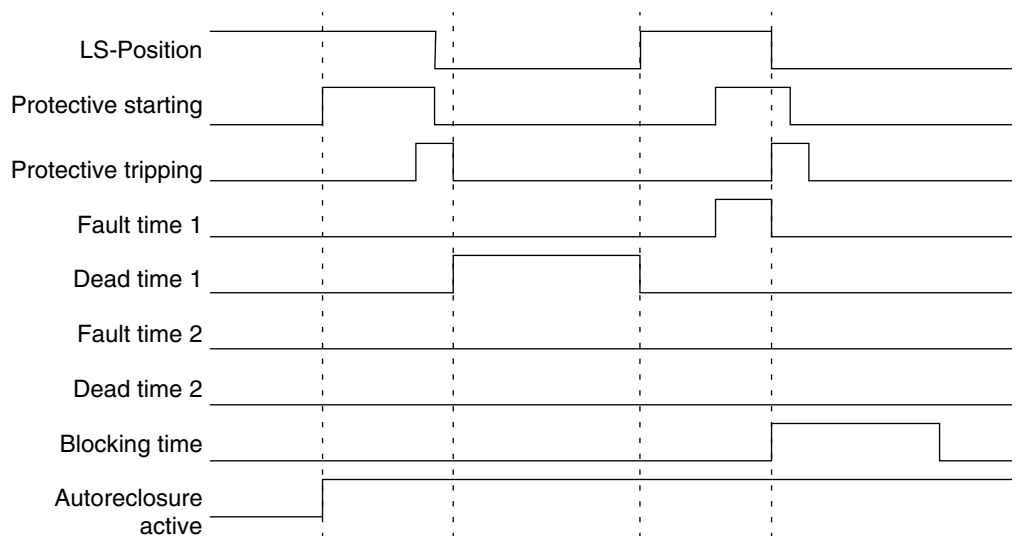 LS-Position
Protective starting
Protective tripping
Fault time 1
Dead time 1
Fault time 2
Dead time 2
Blocking time
Autoreclosure
active